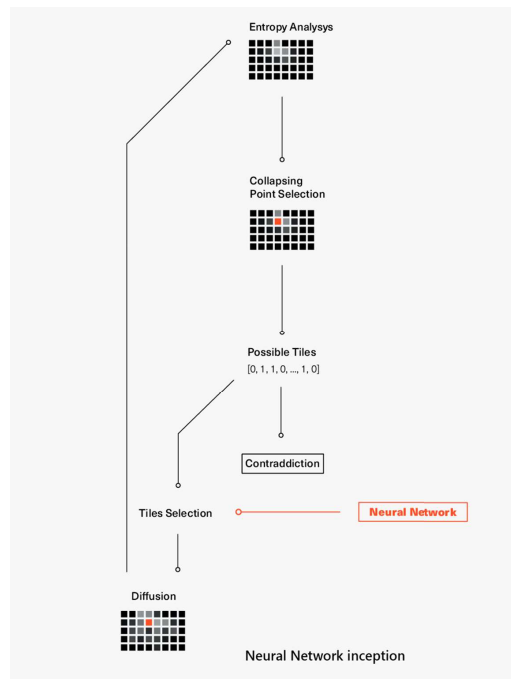 Entropy Analysys
Collapsing
Point Selection
Possible Tiles
[0, 1, 1, 0, ..., 1, 0]
Contraddiction
Tiles Selection
Neural Network
Diffusion
Neural Network inception